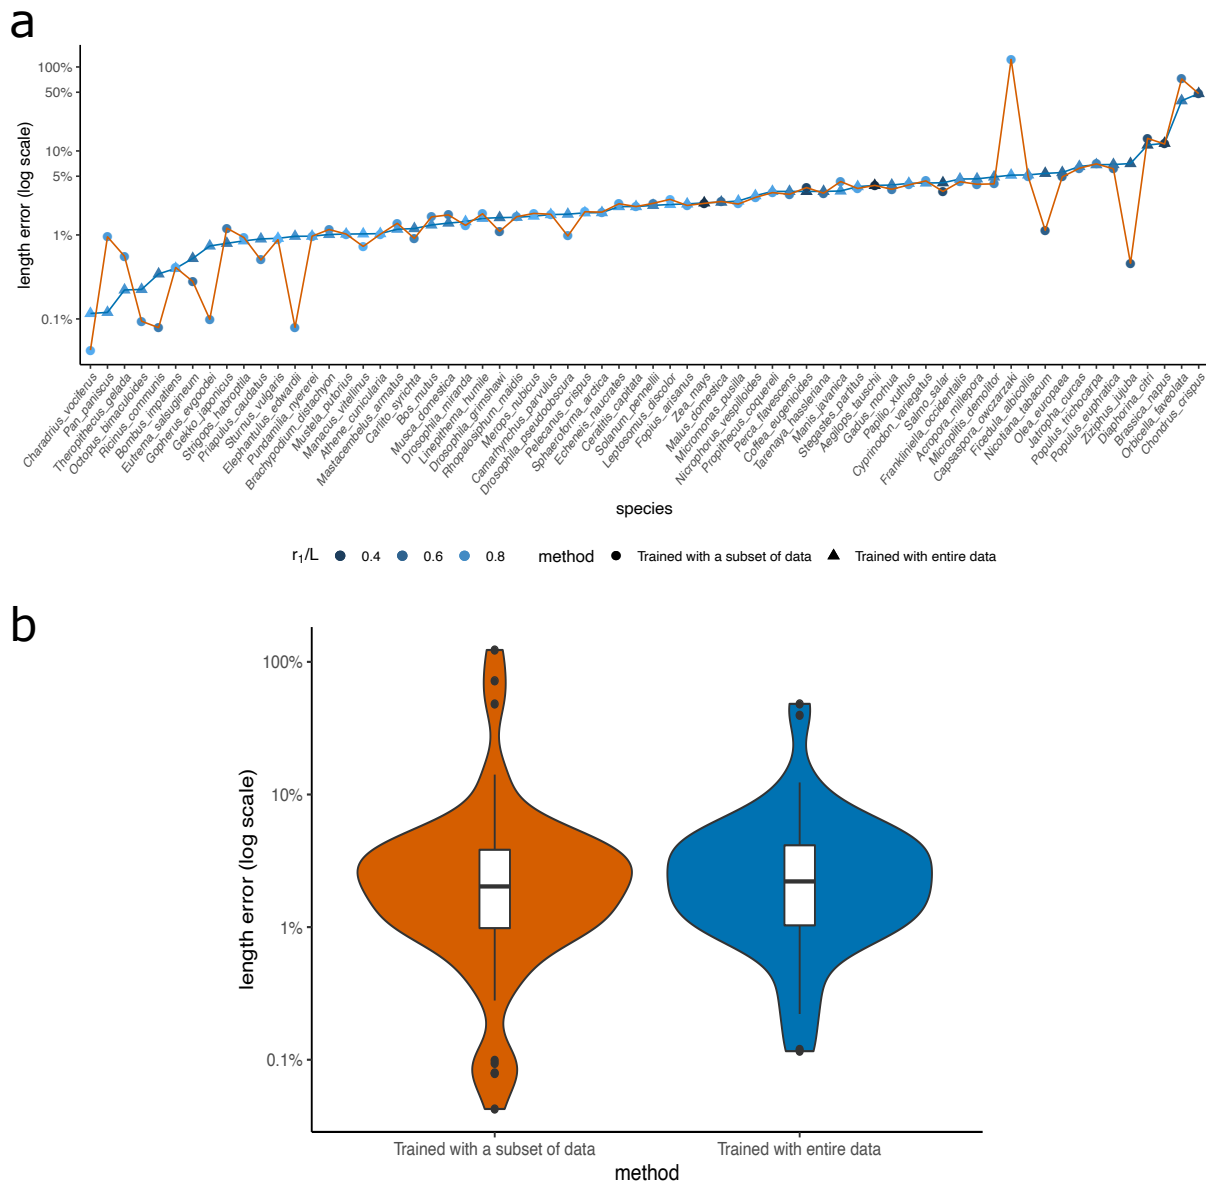 a
100%
50%
10%
5%
1%
0.1%
length error (log scale)
Charadrius_vociferus
Pan_paniscus
Theropithecus_gelada
Octopus_bimaculoides
Ricinus_communis
Bombus_impatiens
Eutrema_salsugineum
Gopherus_evgoodei
Gekko_japonicus
Strigops_habroptila
Priapulus_caudatus
Sturnus_vulgaris
Elephantulus_edwardii
Pundamilia_nyererei
Brachypodium_distachyon
Mustela_putorius
Manacus_vitellinus
Athene_cunicularia
Mastacembelus_armatus
Carlito_syrichta
Bos_mutus
Musca_domestica
Drosophila_miranda
Linepithema_humile
Drosophila_grimshawi
Rhopalosiphum_maidis
Merops_nubicus
Camarhynchus_parvulus
Drosophila_pseudoobscura
Pelecanus_crispus
Sphaeroforma_arctica
Echeneis_naucrates
Ceratitis_capitata
Solanum_pennellii
Leptosomus_discolor
Fopius_arisanus
Zea_mays
Malus_domestica
Micromonas_pusilla
Nicrophorus_vespilloides
Propithecus_coquereli
Perca_flavescens
Coffea_eugenioides
Tarenaya_hassleriana
Manis_javanica
Stegastes_partitus
Aegilops_tauschii
Gadus_morhua
Papilio_xuthus
Cyprinodon_variegatus
Salmo_salar
Frankliniella_occidentalis
Acropora_millepora
Microplitis_demolitor
Capsaspora_owczarzaki
Ficedula_albicollis
Nicotiana_tabacum
Olea_europaea
Jatropha_curcas
Populus_trichocarpa
Populus_euphratica
Ziziphus_jujuba
Diaphorina_citri
Brassica_napus
Orbicella_faveolata
Chondrus_crispus
species
r1/L 0.4 0.6 0.8 method Trained with a subset of data Trained with entire data
b
100%
10%
1%
0.1%
length error (log scale)
Trained with a subset of data Trained with entire data
method